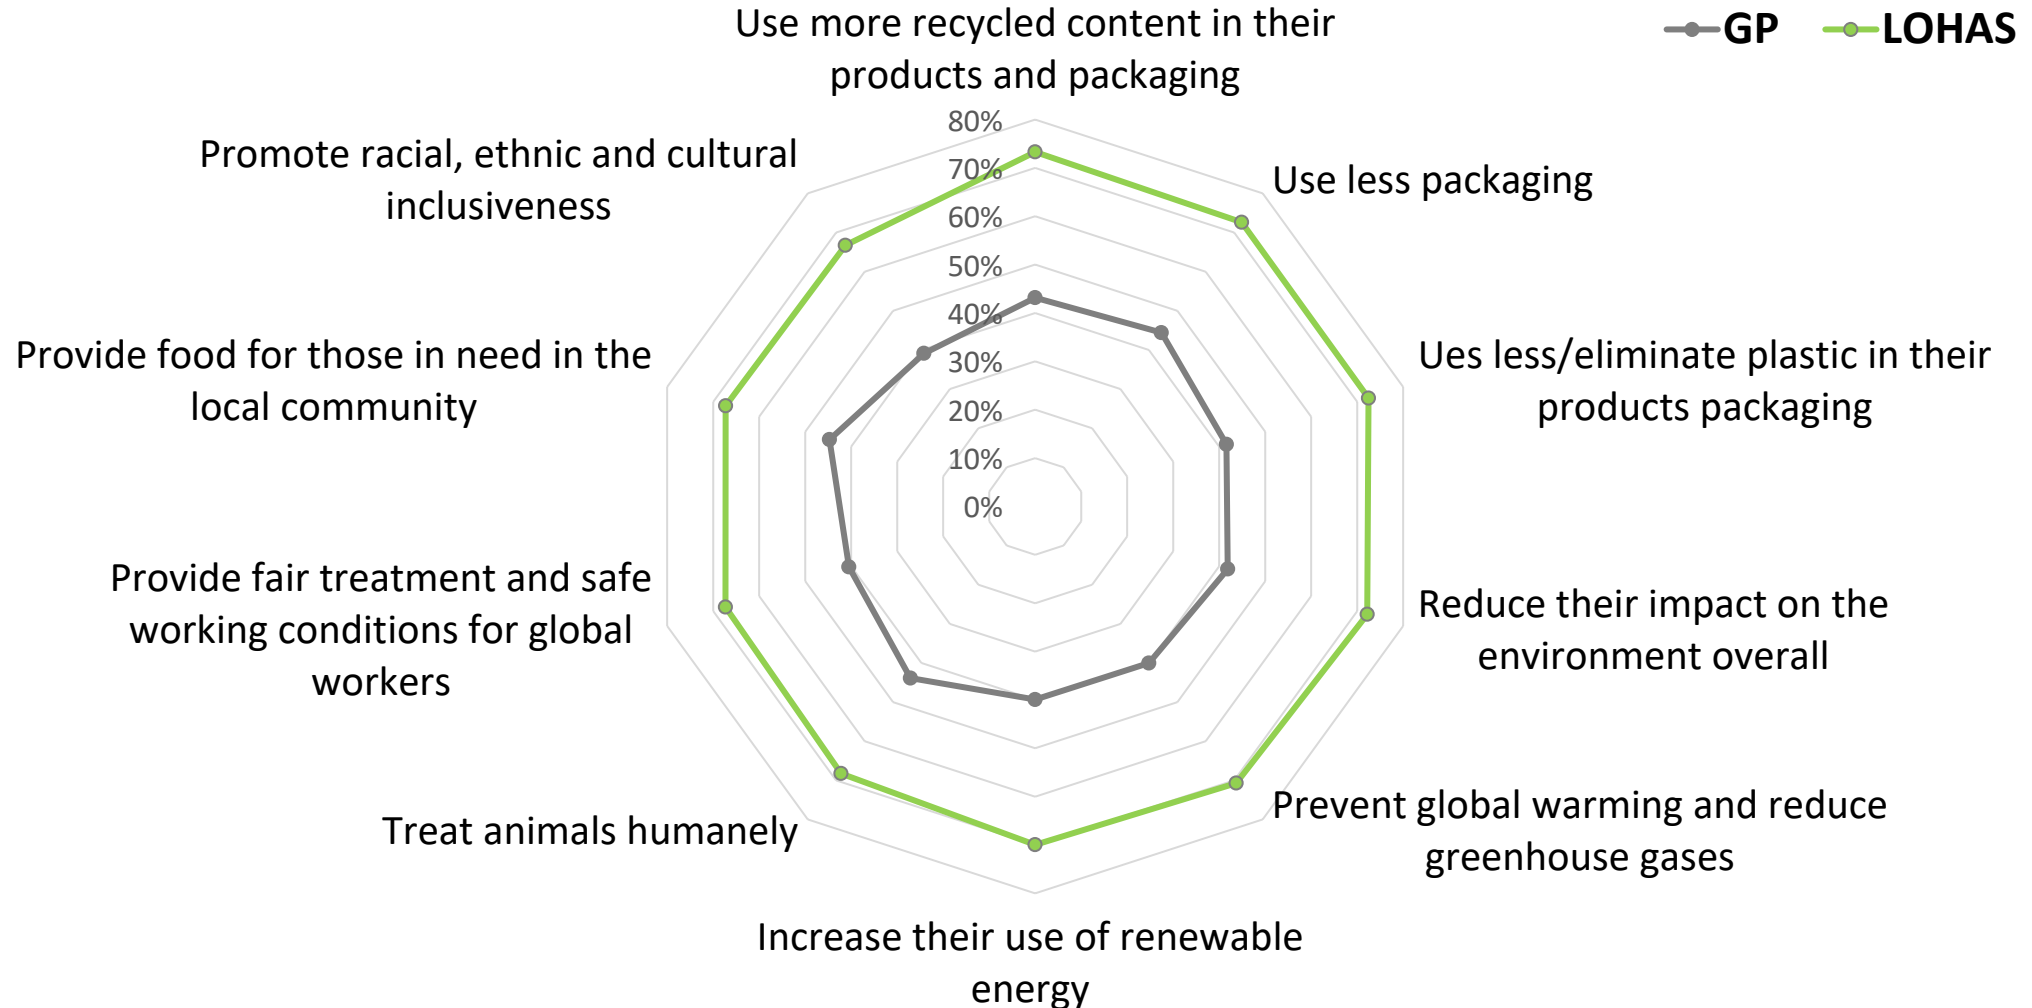 Use more recycled content in their
products and packaging
GP
LOHAS
Use less packaging
Ues less/eliminate plastic in their
products packaging
Reduce their impact on the
environment overall
Prevent global warming and reduce
greenhouse gases
Increase their use of renewable
energy
Treat animals humanely
Provide fair treatment and safe
working conditions for global
workers
Provide food for those in need in the
local community
Promote racial, ethnic and cultural
inclusiveness
80%
70%
60%
50%
40%
30%
20%
10%
0%